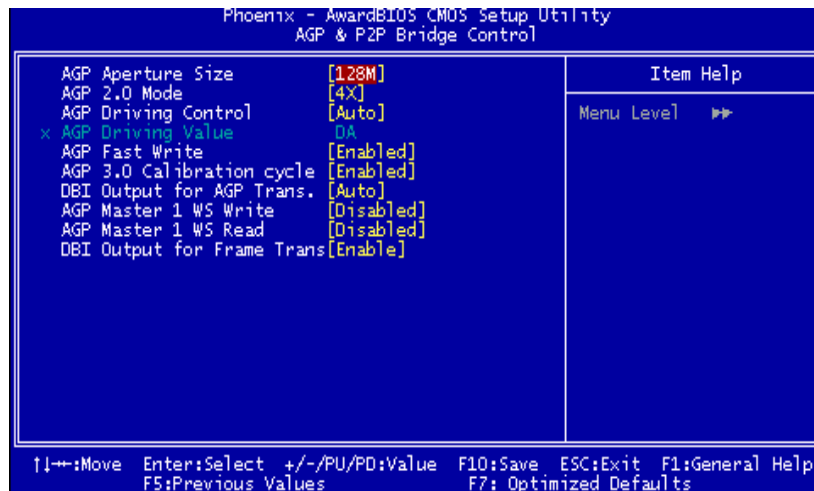 Phoenix - AwardBIOS CMOS Setup Utility
AGP & P2P Bridge Control
AGP Aperture Size [128M]
AGP 2.0 Mode [4X]
AGP Driving Control [Auto]
x AGP Driving Value DA
AGP Fast Write [Enabled]
AGP 3.0 Calibration cycle [Enabled]
DBI Output for AGP Trans. [Auto]
AGP Master 1 WS Write [Disabled]
AGP Master 1 WS Read [Disabled]
DBI Output for Frame Trans[Enable]
Item Help
Menu Level ▶▶
↑↓→←:Move Enter:Select +/-/PU/PD:Value F10:Save ESC:Exit F1:General Help
F5:Previous Values F7: Optimized Defaults